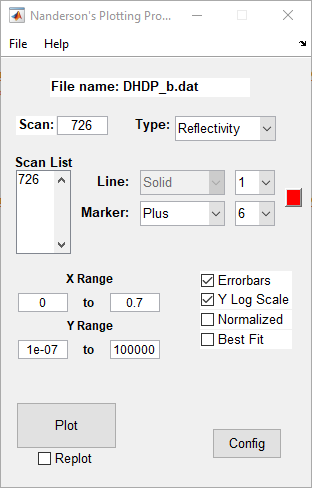 Nanderson's Plotting Pro...
File Help
File name: DHDP_b.dat
Scan: 726 Type: Reflectivity
Scan List
726
Line: Solid 1
Marker: Plus 6
X Range
0 to 0.7
Y Range
1e-07 to 100000
Errorbars
Y Log Scale
Normalized
Best Fit
Plot
Replot
Config